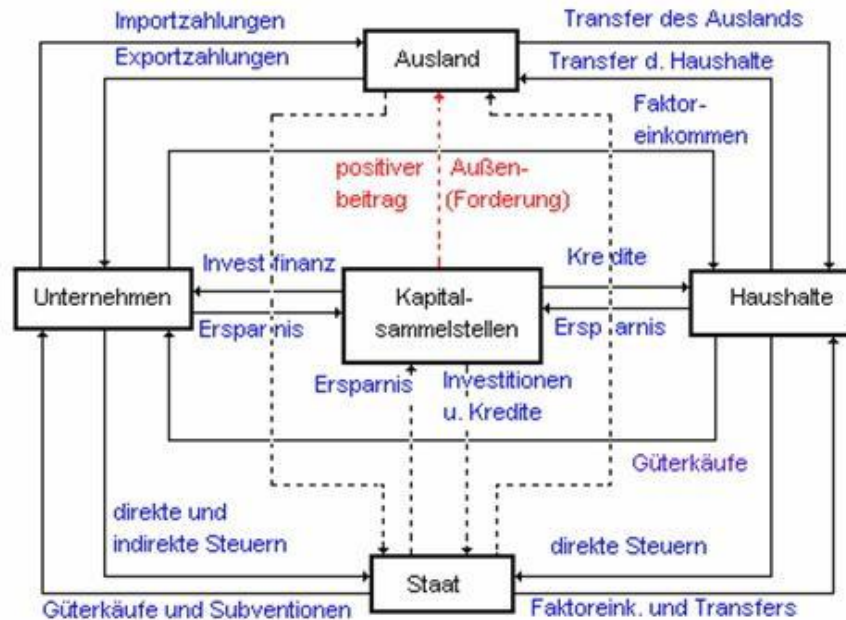 Importzahlungen
Transfer des Auslands
Exportzahlungen
Ausland
Transfer d. Haushalte
Faktor-
einkommen
positiver Außen-
beitrag (Forderung)
Invest finanz
Kre dite
Unternehmen
Kapital-
sammelstellen
Haushalte
Ersparnis
Ersp arnis
Ersparnis
Investitionen
u. Kredite
Güterkäufe
direkte und
indirekte Steuern
direkte Steuern
Staat
Güterkäufe und Subventionen
Faktoreink. und Transfers